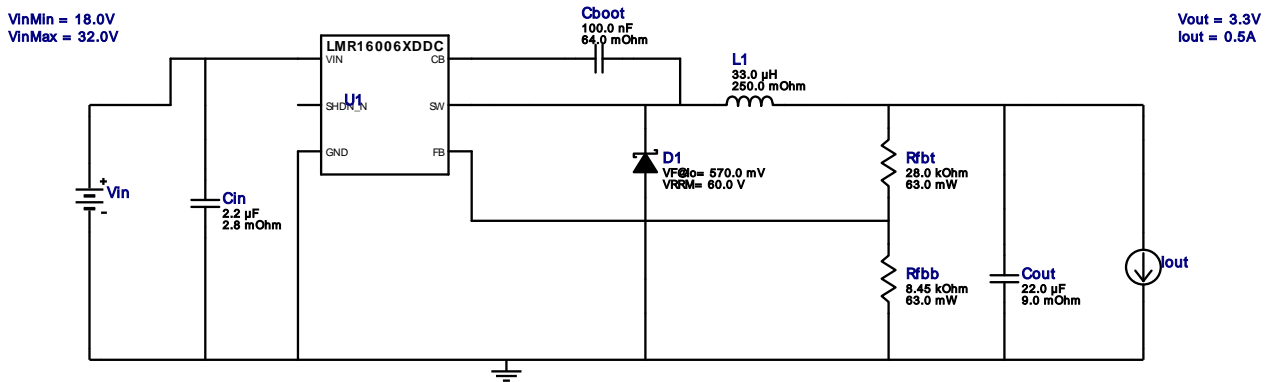 VinMin = 18.0V
VinMax = 32.0V
Cboot
100.0 nF
64.0 mOhm
Vout = 3.3V
Iout = 0.5A
LMR16006XDDC
VIN
CB
L1
33.0 µH
250.0 mOhm
SHDN_N
U1
SW
GND
FB
D1
VF@Io= 570.0 mV
VRRM= 60.0 V
Rfbt
28.0 kOhm
63.0 mW
+
Vin
-
Cin
2.2 µF
2.8 mOhm
Rfbb
8.45 kOhm
63.0 mW
Cout
22.0 µF
9.0 mOhm
Iout